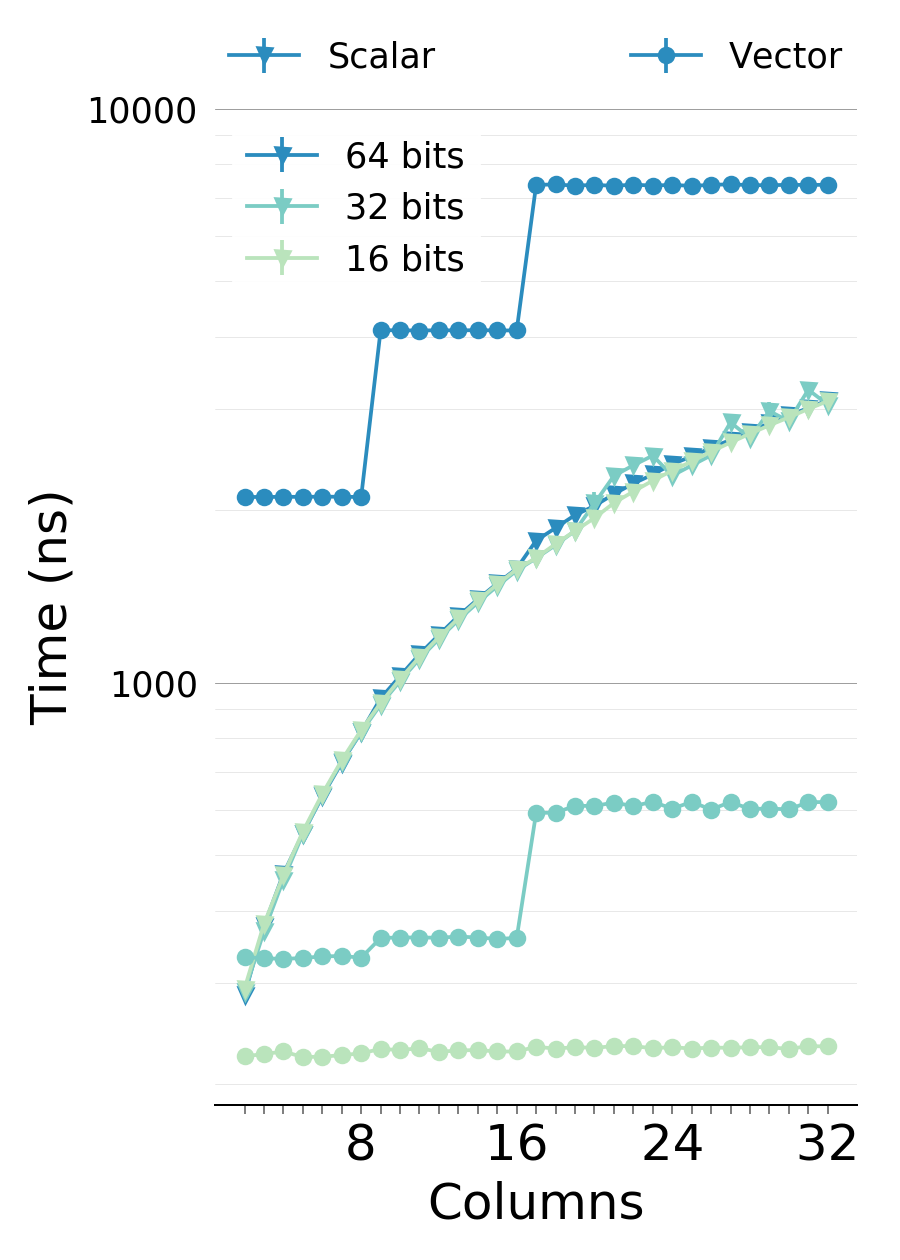 Scalar Vector
10000
64 bits
32 bits
16 bits
Time (ns)
1000
8 16 24 32
Columns